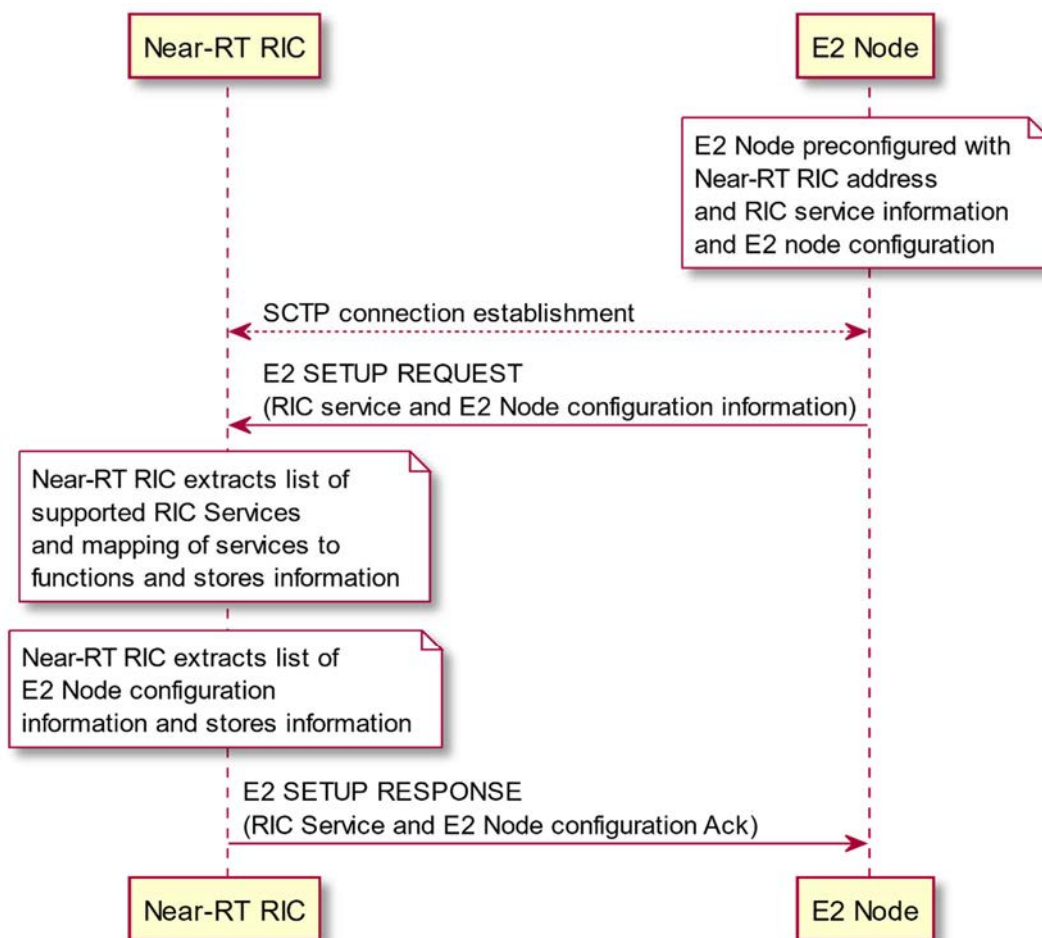 Near-RT RIC
E2 Node
E2 Node preconfigured with
Near-RT RIC address
and RIC service information
and E2 node configuration
SCTP connection establishment
E2 SETUP REQUEST
(RIC service and E2 Node configuration information)
Near-RT RIC extracts list of
supported RIC Services
and mapping of services to
functions and stores information
Near-RT RIC extracts list of
E2 Node configuration
information and stores information
E2 SETUP RESPONSE
(RIC Service and E2 Node configuration Ack)
Near-RT RIC
E2 Node